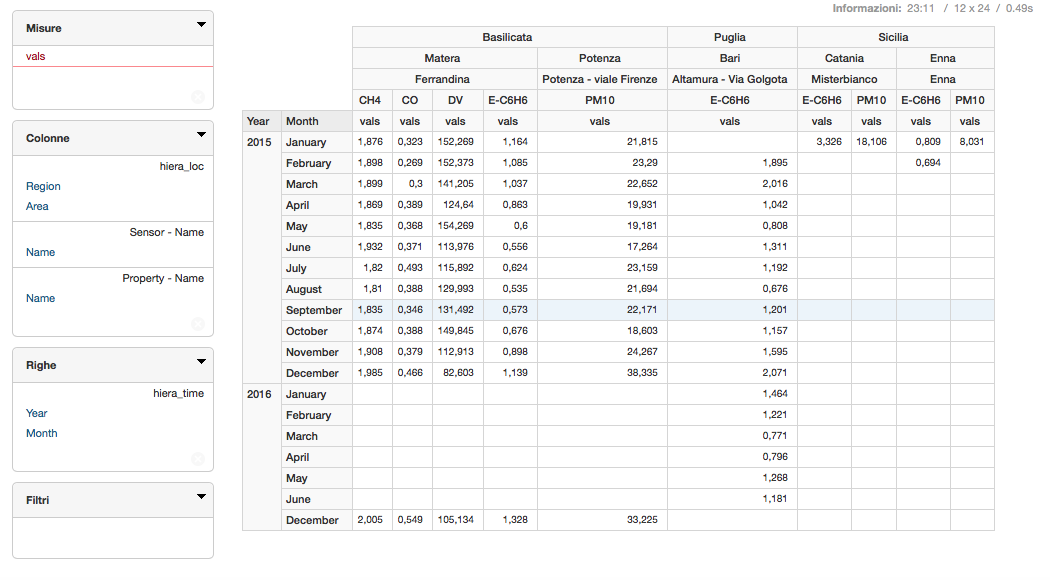 Informazioni: 23:11 / 12 x 24 / 0.49s
Misure
vals
Colonne
hiera_loc
Region
Area
Sensor - Name
Name
Property - Name
Name
Righe
hiera_time
Year
Month
Filtri
Basilicata Puglia Sicilia
Matera Potenza Bari Catania Enna
Ferrandina Potenza - viale Firenze Altamura - Via Golgota Misterbianco Enna
CH4 CO DV E-C6H6 PM10 E-C6H6 E-C6H6 PM10 E-C6H6 PM10
Year Month vals vals vals vals vals vals vals vals vals vals
2015 January 1,876 0,323 152,269 1,164 21,815 3,326 18,106 0,809 8,031
February 1,898 0,269 152,373 1,085 23,29 1,895 0,694
March 1,899 0,3 141,205 1,037 22,652 2,016
April 1,869 0,389 124,64 0,863 19,931 1,042
May 1,835 0,368 154,269 0,6 19,181 0,808
June 1,932 0,371 113,976 0,556 17,264 1,311
July 1,82 0,493 115,892 0,624 23,159 1,192
August 1,81 0,388 129,993 0,535 21,694 0,676
September 1,835 0,346 131,492 0,573 22,171 1,201
October 1,874 0,388 149,845 0,676 18,603 1,157
November 1,908 0,379 112,913 0,898 24,267 1,595
December 1,985 0,466 82,603 1,139 38,335 2,071
2016 January 1,464
February 1,221
March 0,771
April 0,796
May 1,268
June 1,181
December 2,005 0,549 105,134 1,328 33,225